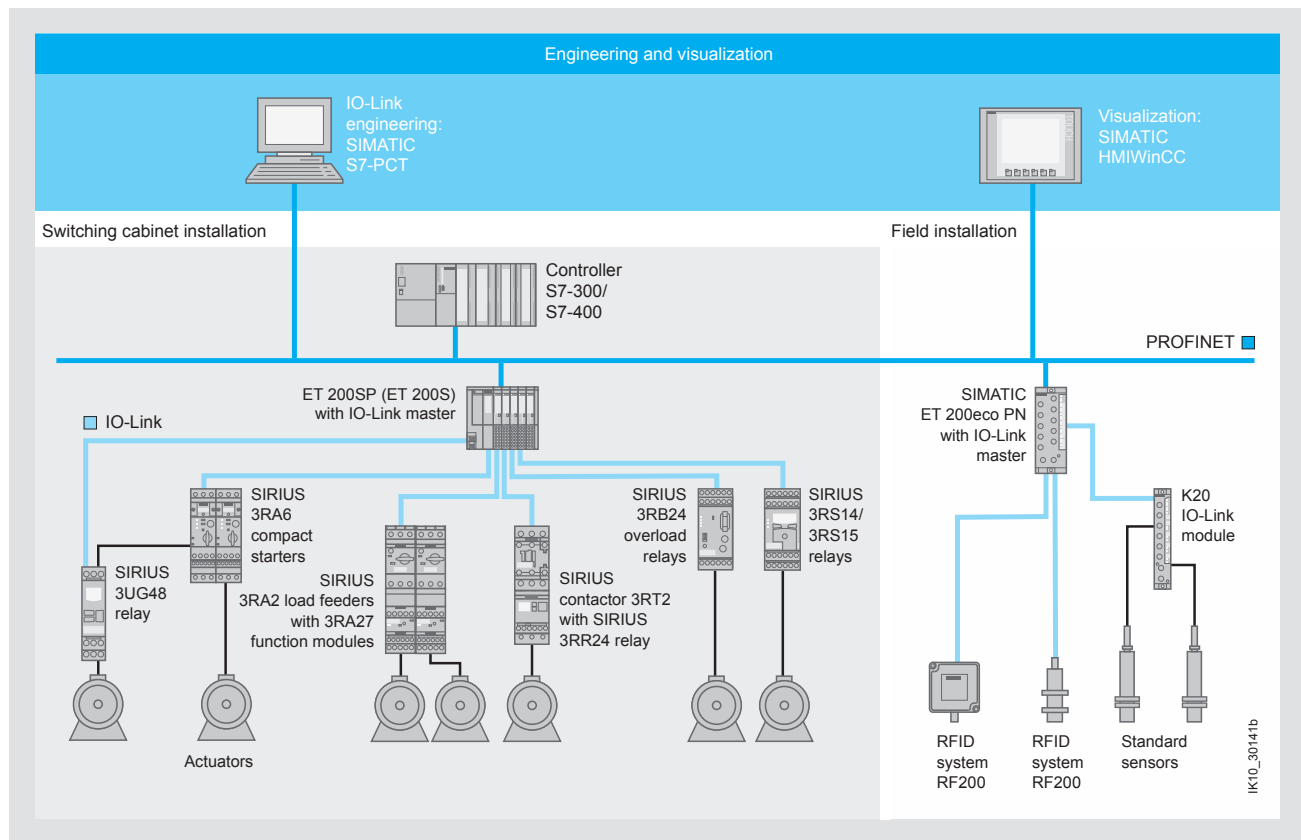 Engineering and visualization
IO-Link
engineering:
SIMATIC
S7-PCT
Visualization:
SIMATIC
HMIWinCC
Switching cabinet installation
Field installation
Controller
S7-300/
S7-400
PROFINET
ET 200SP (ET 200S)
with IO-Link master
SIMATIC
ET 200eco PN
with IO-Link
master
IO-Link
SIRIUS
3RA6
compact
starters
SIRIUS
3RB24
overload
relays
SIRIUS
3RS14/
3RS15
relays
K20
IO-Link
module
SIRIUS
3UG48
relay
SIRIUS
3RA2 load feeders
with 3RA27
function modules
SIRIUS
contactor 3RT2
with SIRIUS
3RR24 relay
Actuators
RFID
system
RF200
RFID
system
RF200
Standard
sensors
IK10_30141b